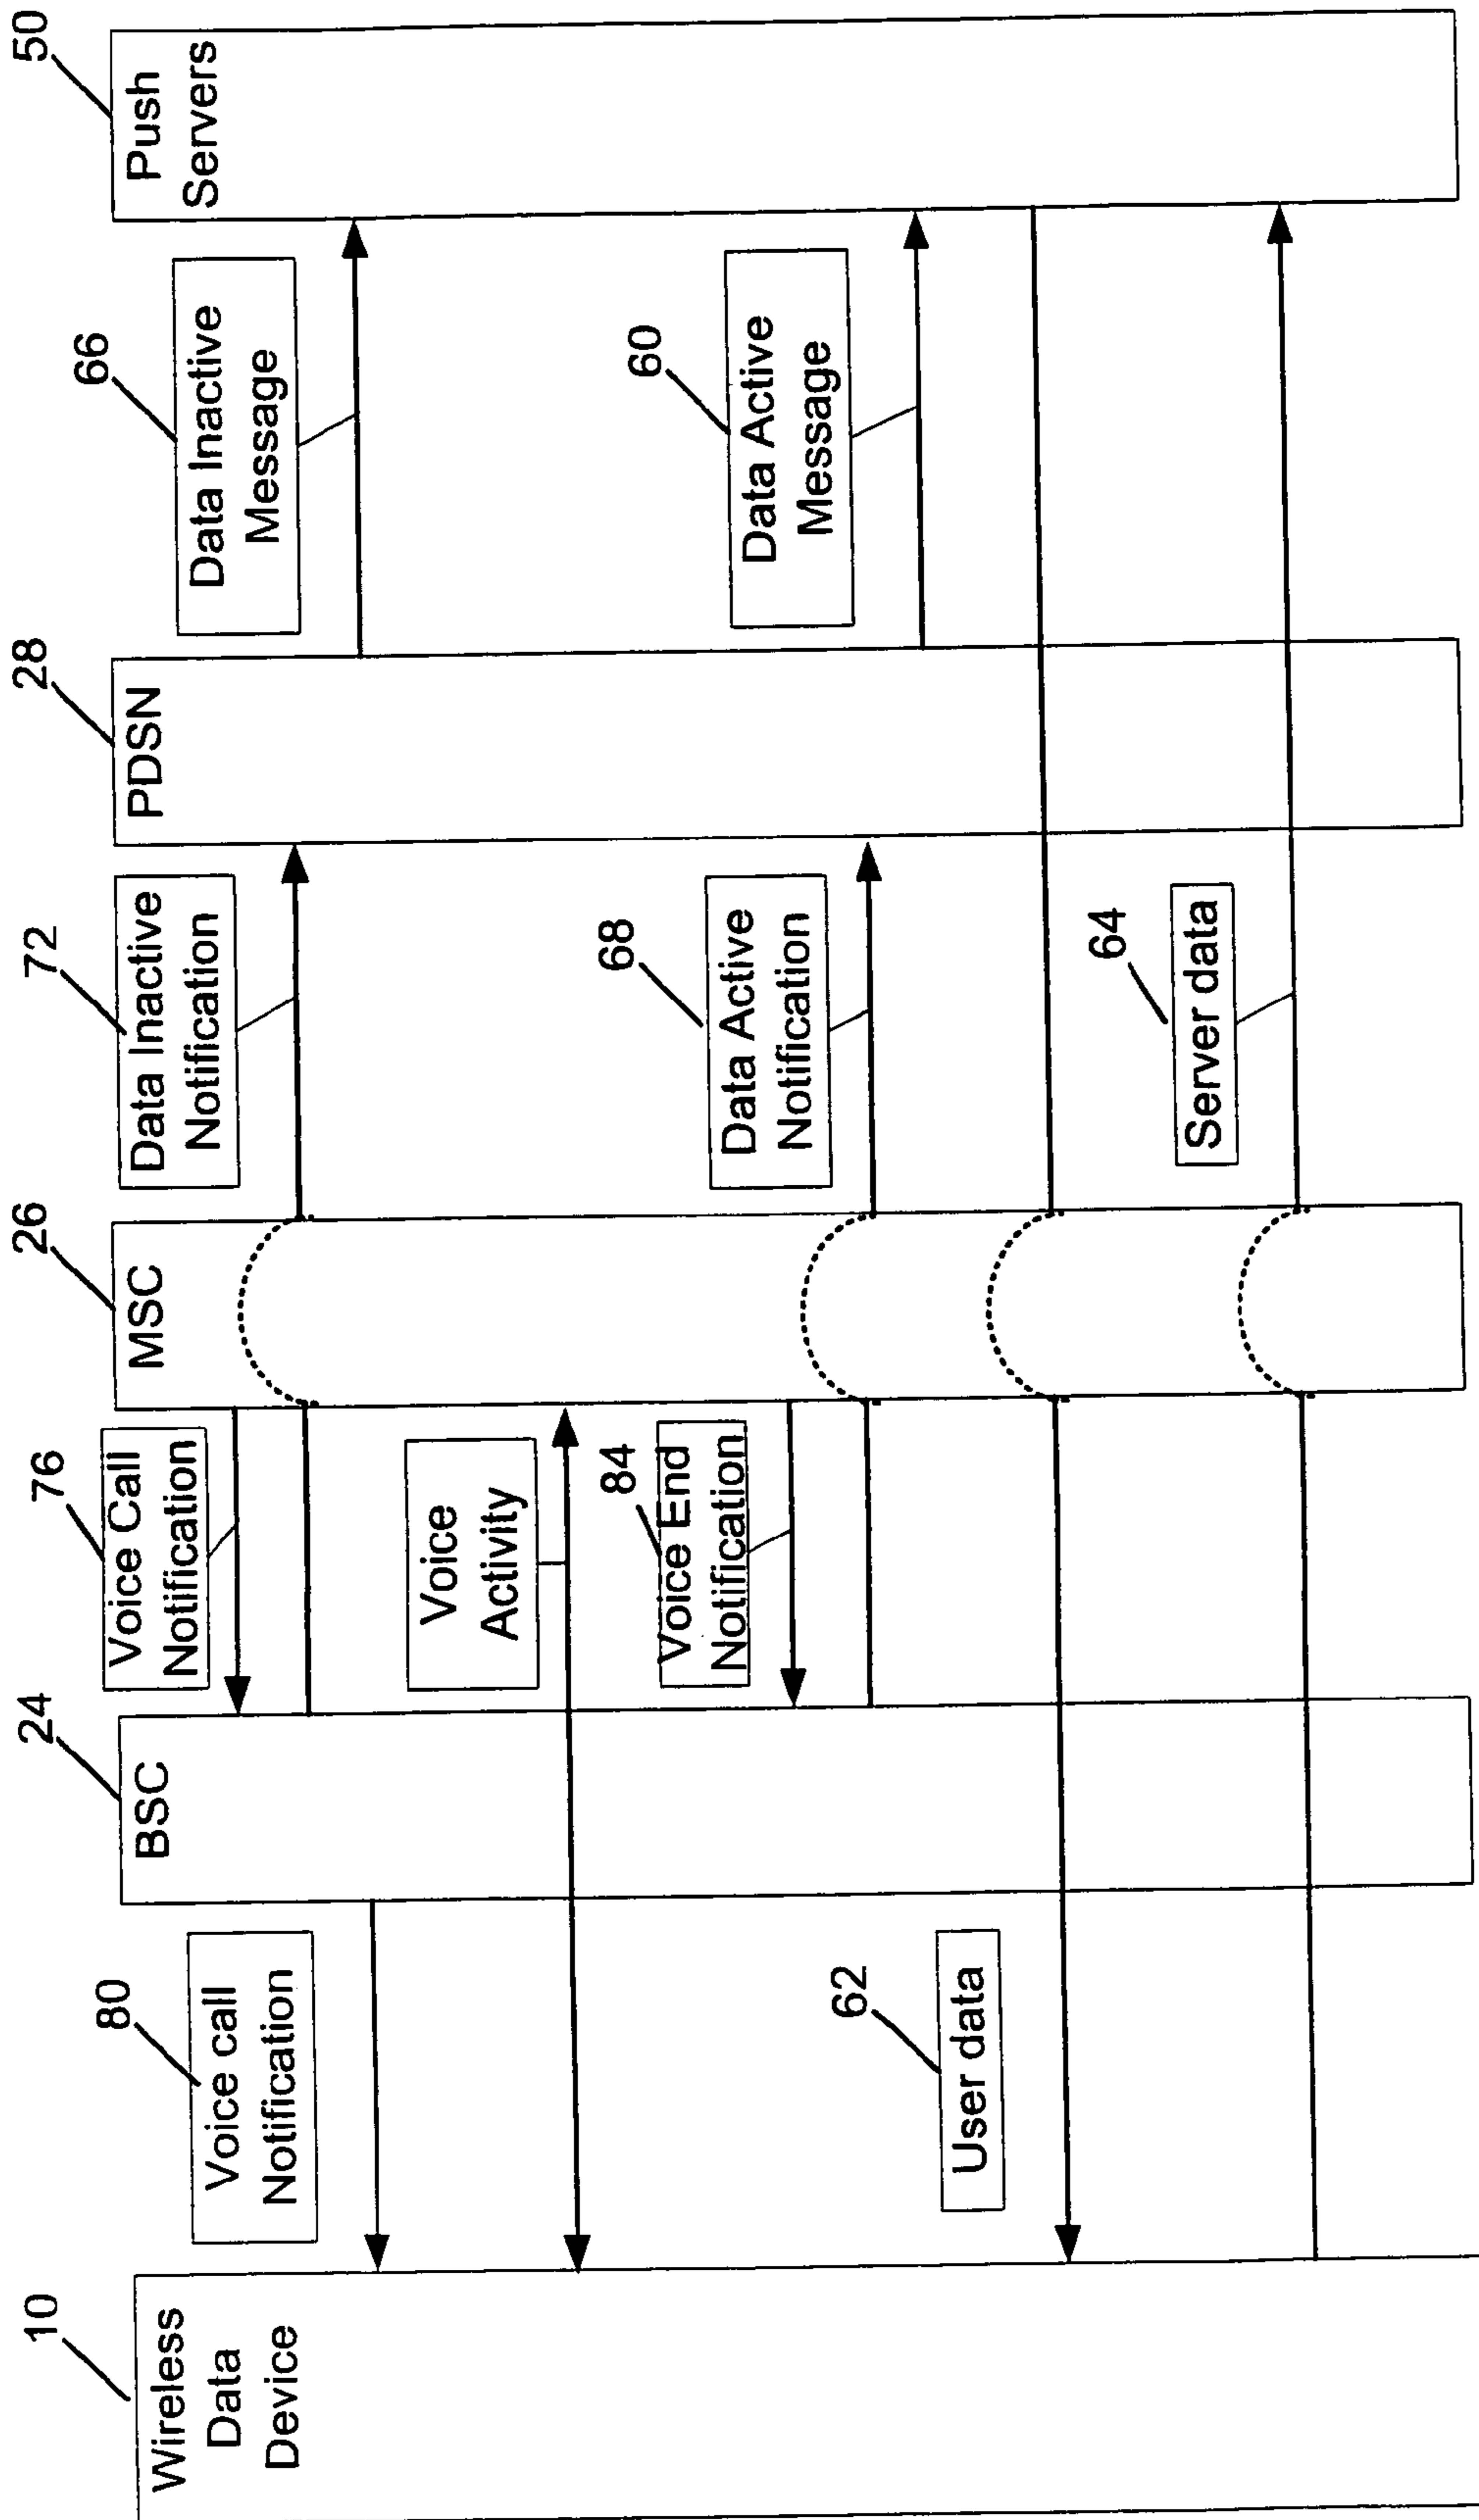 10
Wireless
Data
Device
24
BSC
26
MSC
28
PDSN
50
Push
Servers
80
Voice call
Notification
76
Voice Call
Notification
72
Data Inactive
Notification
66
Data Inactive
Message
Voice
Activity
84
Voice End
Notification
68
Data Active
Notification
60
Data Active
Message
62
User data
64
Server data